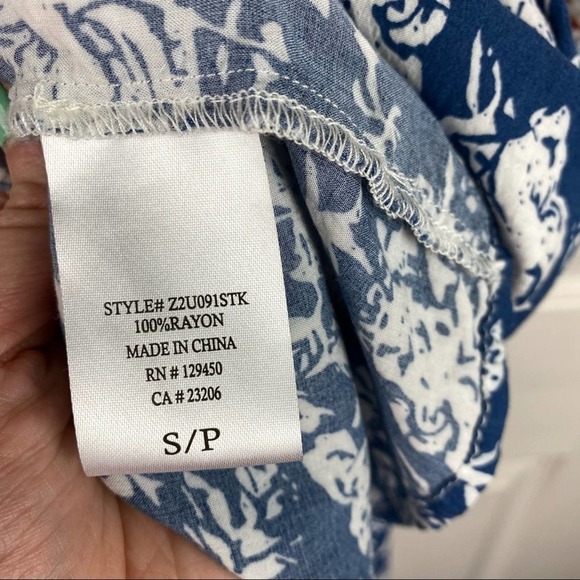 STYLE# Z2U091STK
100%RAYON
MADE IN CHINA
RN # 129450
CA # 23206
S/P